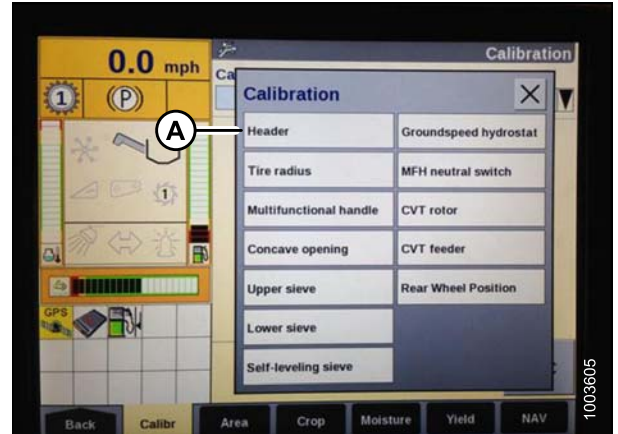 0.0 mph
Calibration
Ca
1
(P)
Calibration
A
Header
Groundspeed hydrostat
Tire radius
MFH neutral switch
1
Multifunctional handle
CVT rotor
Concave opening
CVT feeder
Upper sieve
Rear Wheel Position
GPS
Lower sieve
Self-leveling sieve
Back
Calibr
Area
Crop
Moisture
Yield
NAV
1003605